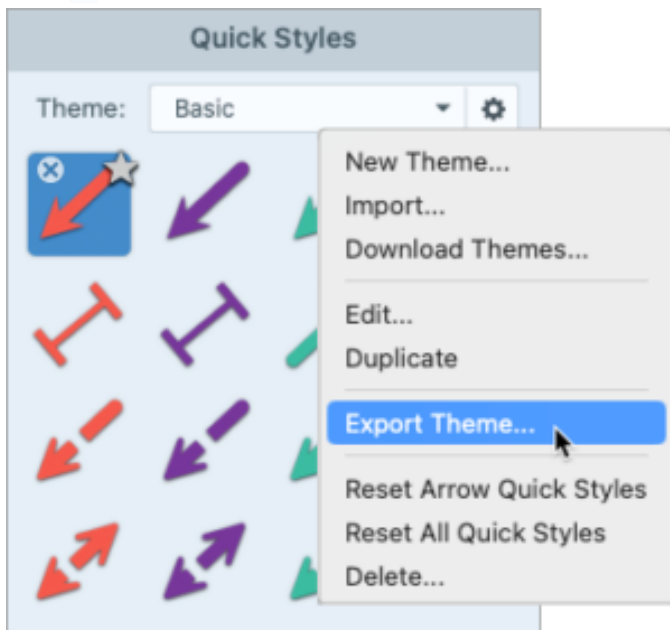 Quick Styles
Theme: Basic
New Theme...
Import...
Download Themes...
Edit...
Duplicate
Export Theme...
Reset Arrow Quick Styles
Reset All Quick Styles
Delete...